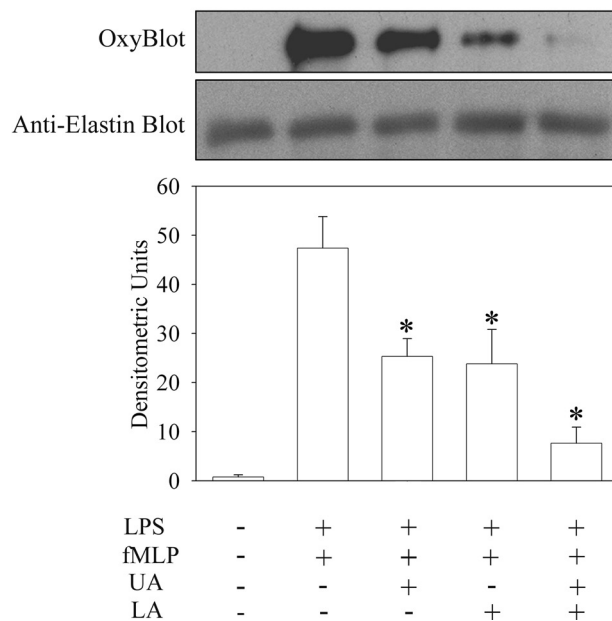 OxyBlot
Anti-Elastin Blot
Densitometric Units
60
50
40
30
20
10
0
*
*
*
LPS - + + + +
fMLP - + + + +
UA - - + - +
LA - - - + +